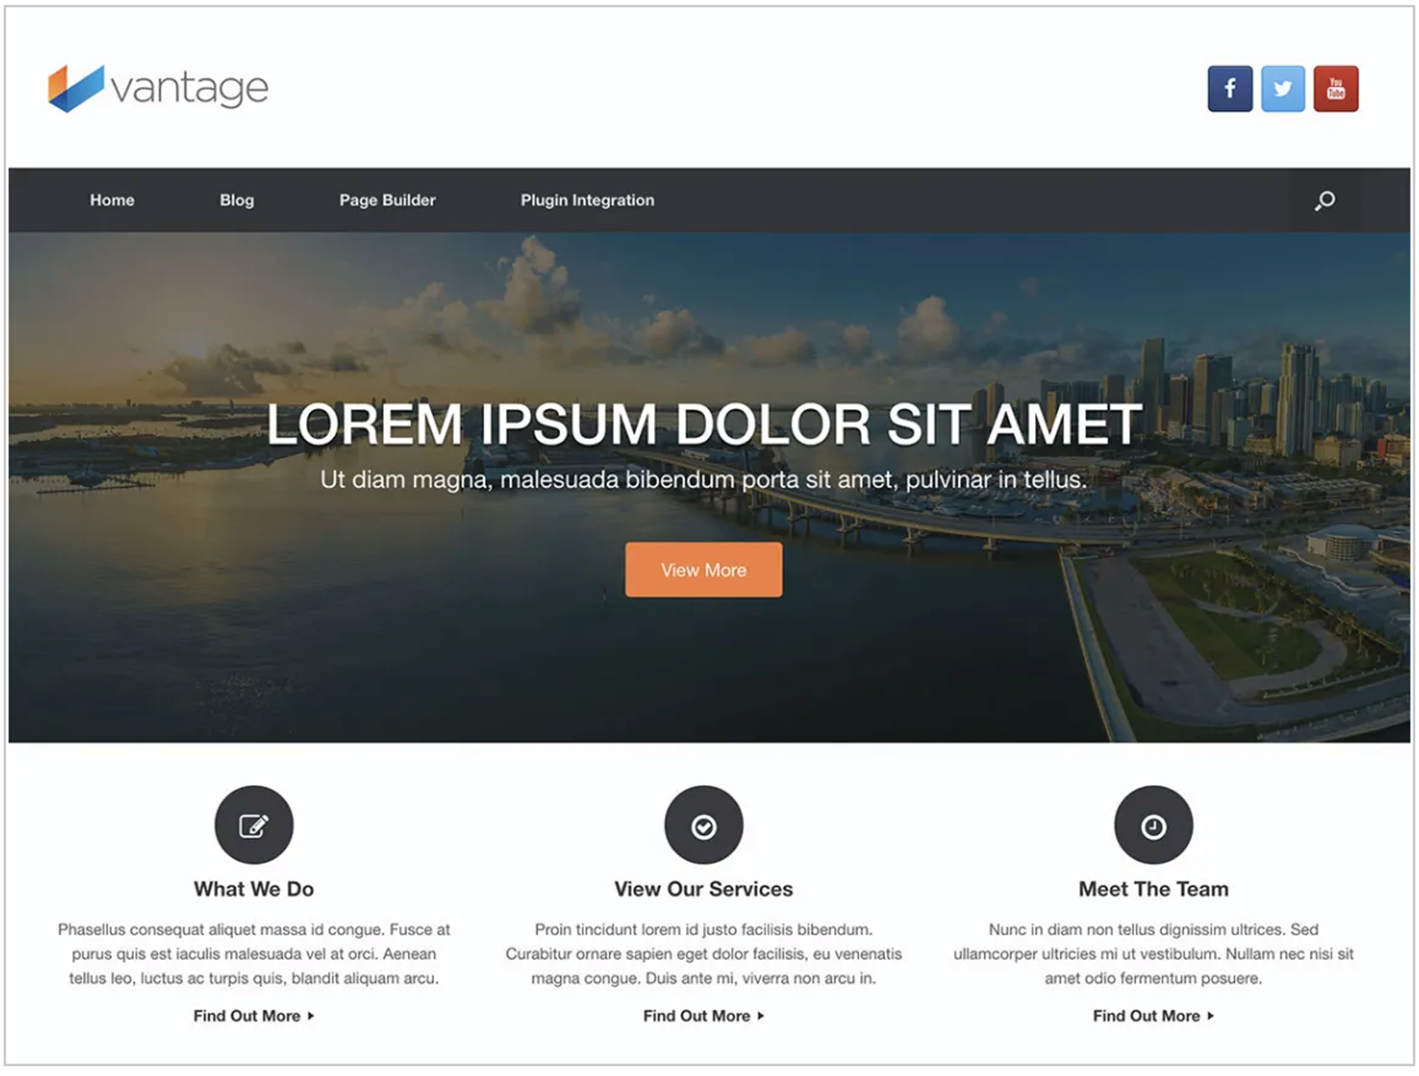 vantage
You
Tube
Home
Blog
Page Builder
Plugin Integration
LOREM IPSUM DOLOR SIT AMET
Ut diam magna, malesuada bibendum porta sit amet, pulvinar in tellus.
View More
What We Do
Phasellus consequat aliquet massa id congue. Fusce at
purus quis est iaculis malesuada vel at orci. Aenean
tellus leo, luctus ac turpis quis, blandit aliquam arcu.
Find Out More
View Our Services
Proin tincidunt lorem id justo facilisis bibendum.
Curabitur ornare sapien eget dolor facilisis, eu venenatis
magna congue. Duis ante mi, viverra non arcu in.
Find Out More
Meet The Team
Nunc in diam non tellus dignissim ultrices. Sed
ullamcorper ultricies mi ut vestibulum. Nullam nec nisi sit
amet odio fermentum posuere.
Find Out More